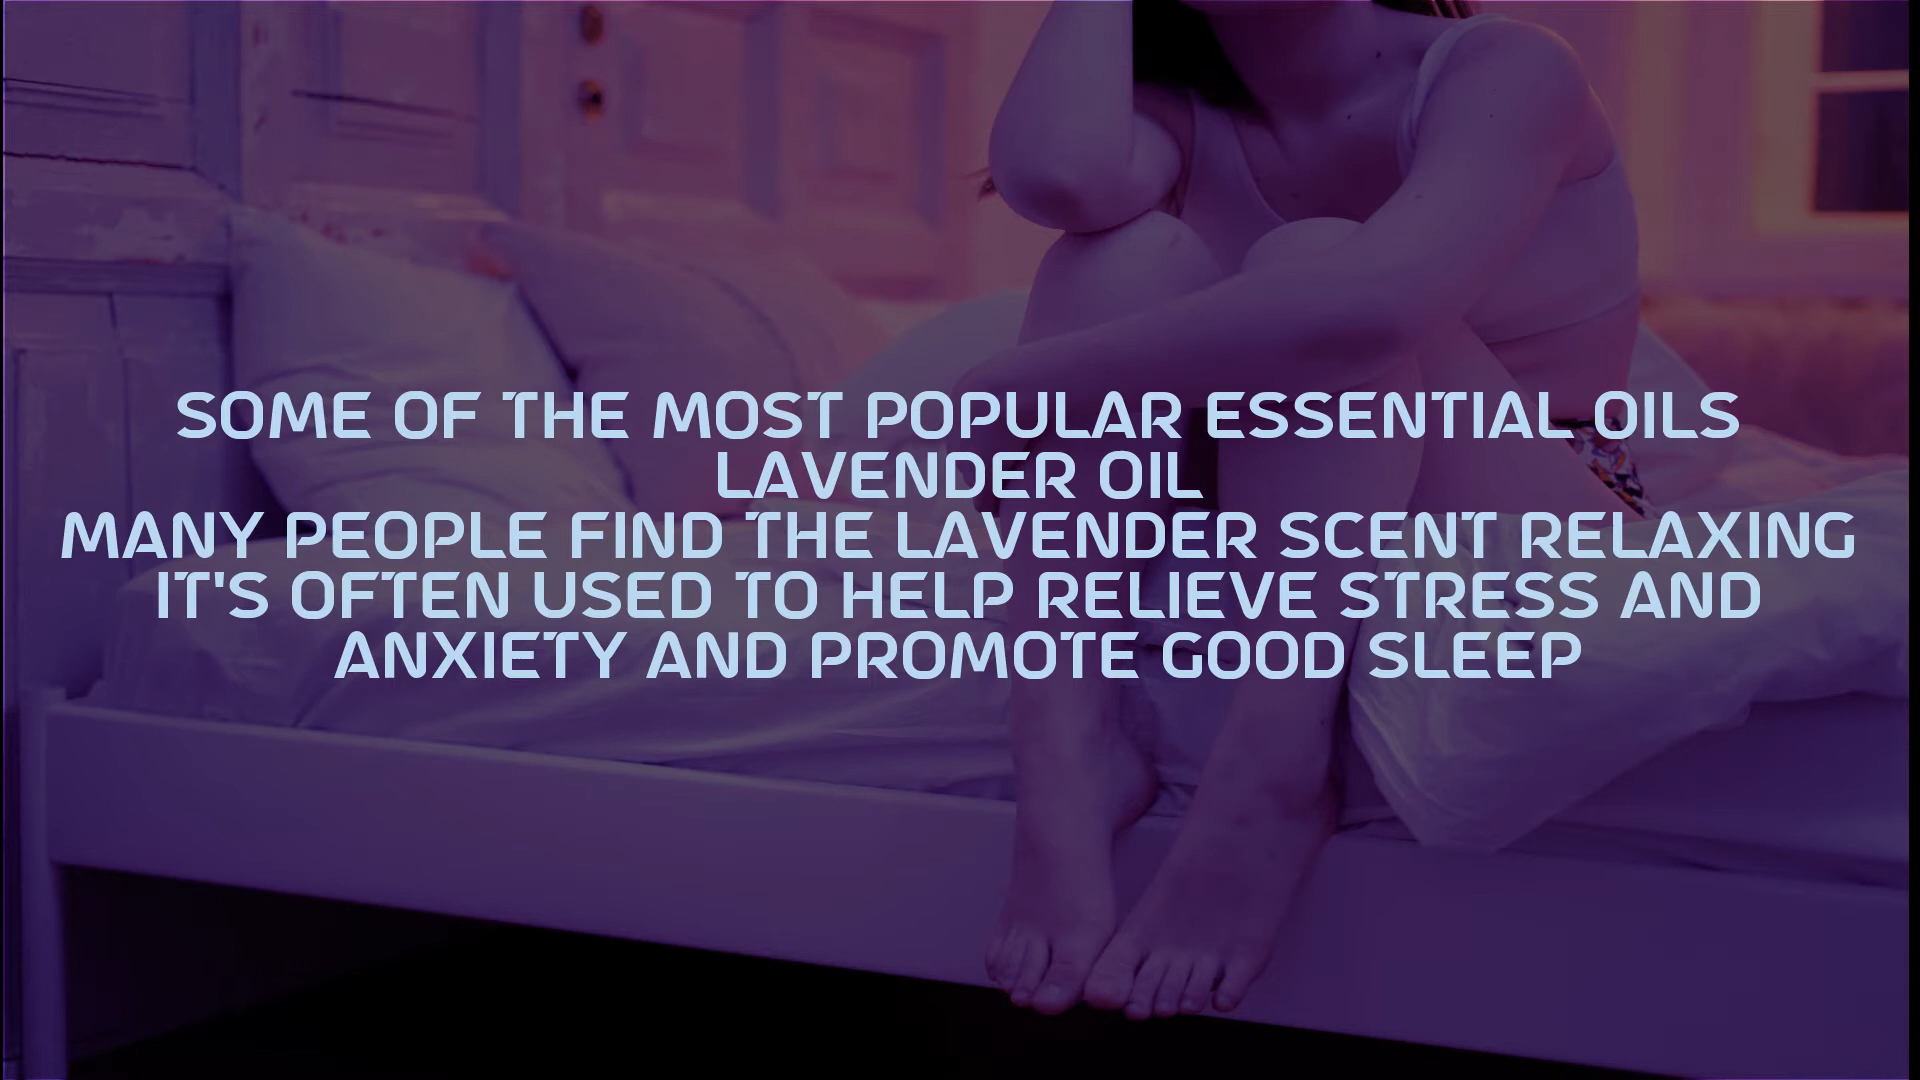 SOME OF THE MOST POPULAR ESSENTIAL OILS
LAVENDER OIL
MANY PEOPLE FIND THE LAVENDER SCENT RELAXING
IT'S OFTEN USED TO HELP RELIEVE STRESS AND
ANXIETY AND PROMOTE GOOD SLEEP